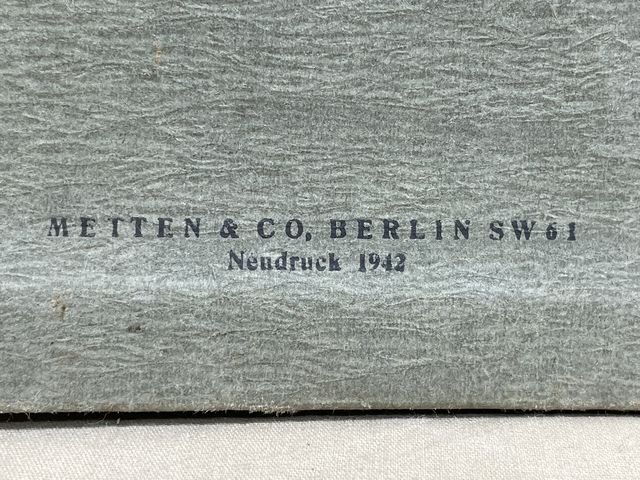 METTEN & CO, BERLIN SW 61
Neudruck 1942